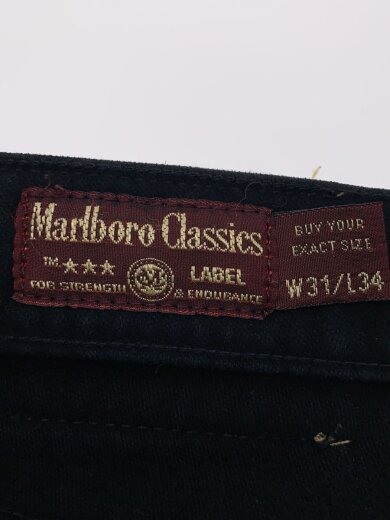 Marlboro Classics
TM ★★★ LABEL
FOR STRENGTH & ENDURANCE
BUY YOUR
EXACT SIZE
W31/L34